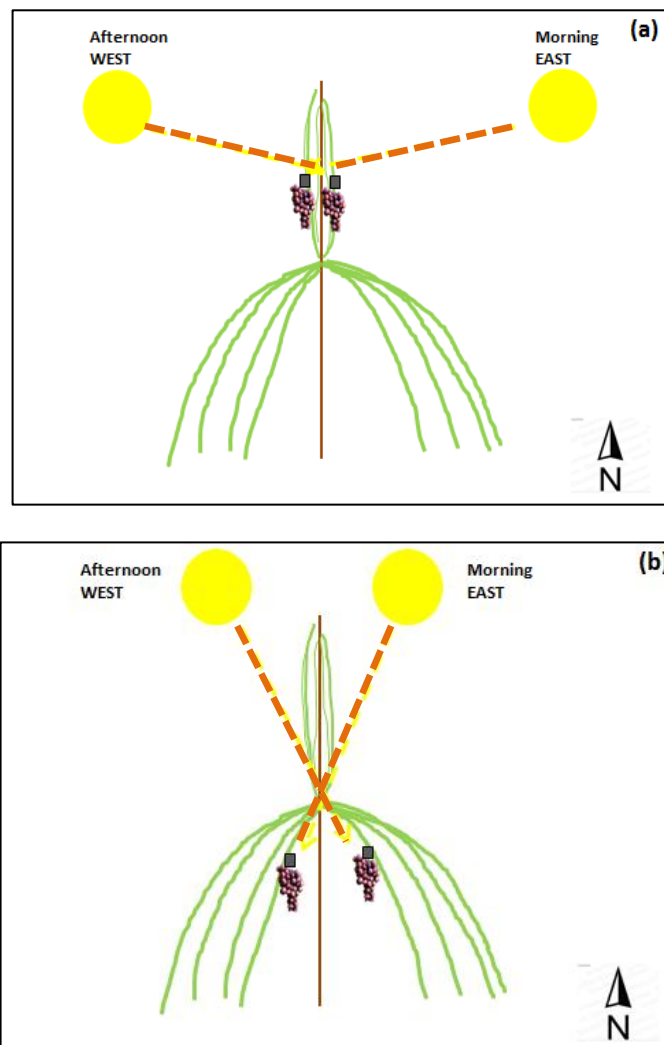 (a)
Afternoon
WEST
Morning
EAST
N
(b)
Afternoon
WEST
Morning
EAST
N